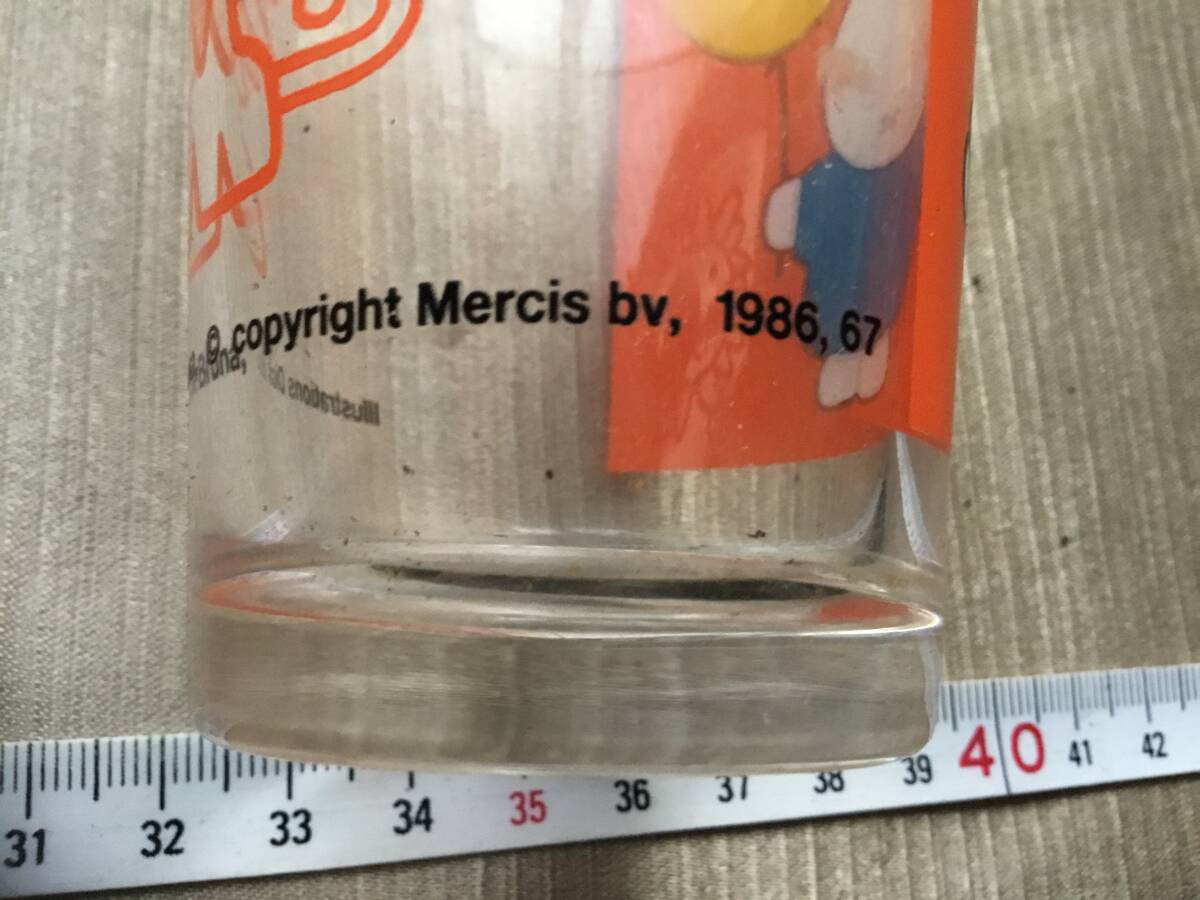 © copyright Mercis bv, 1986, 67
Illustrations Di
Bruna,
31 32 33 34 35 36 37 38 39 40 41 42